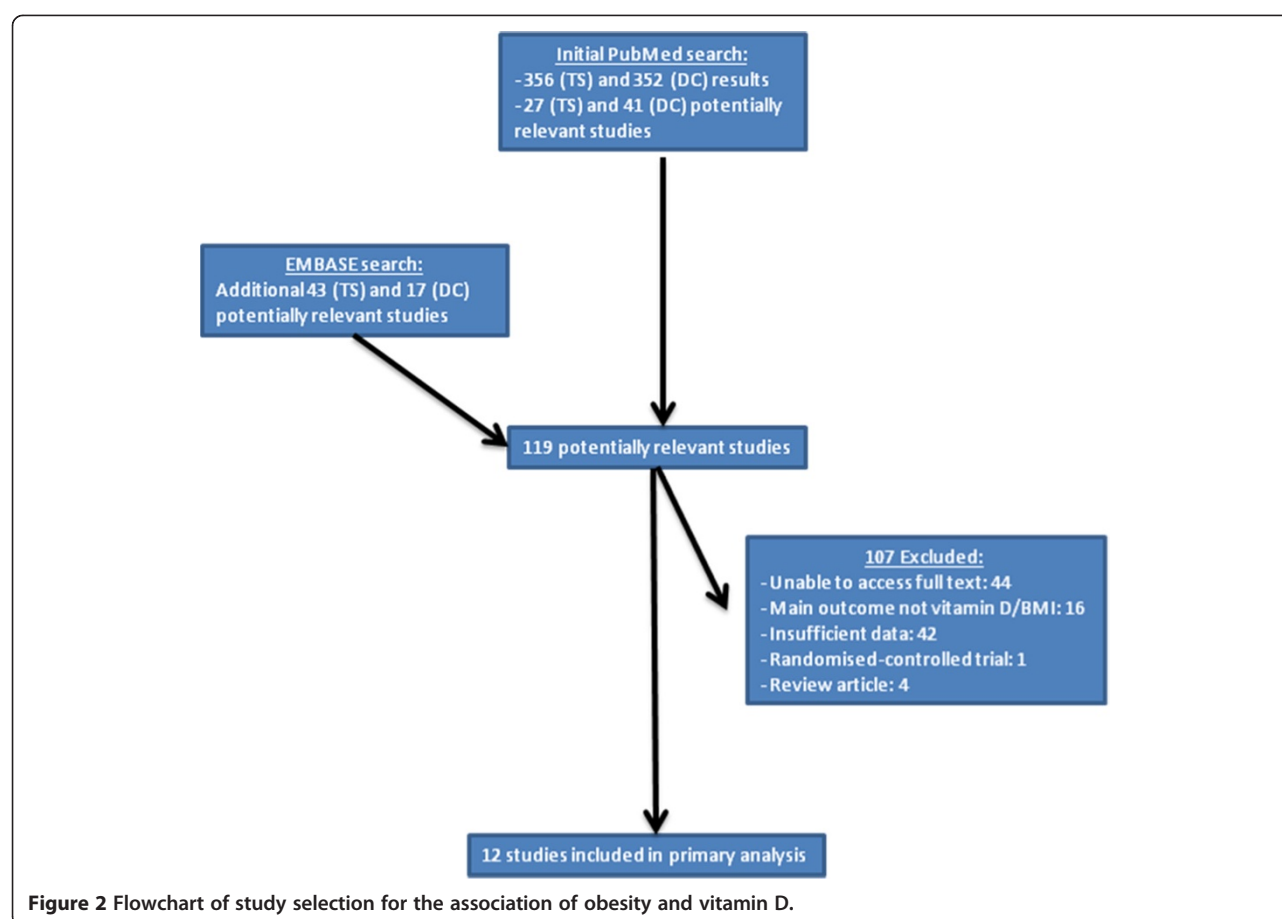 Initial PubMed search:
-356 (TS) and 352 (DC) results
-27 (TS) and 41 (DC) potentially
relevant studies
EMBASE search:
Additional 43 (TS) and 17 (DC)
potentially relevant studies
119 potentially relevant studies
107 Excluded:
-Unable to access full text: 44
-Main outcome not vitamin D/BMI: 16
-Insufficient data: 42
-Randomised-controlled trial: 1
-Review article: 4
12 studies included in primary analysis
Figure 2 Flowchart of study selection for the association of obesity and vitamin D.